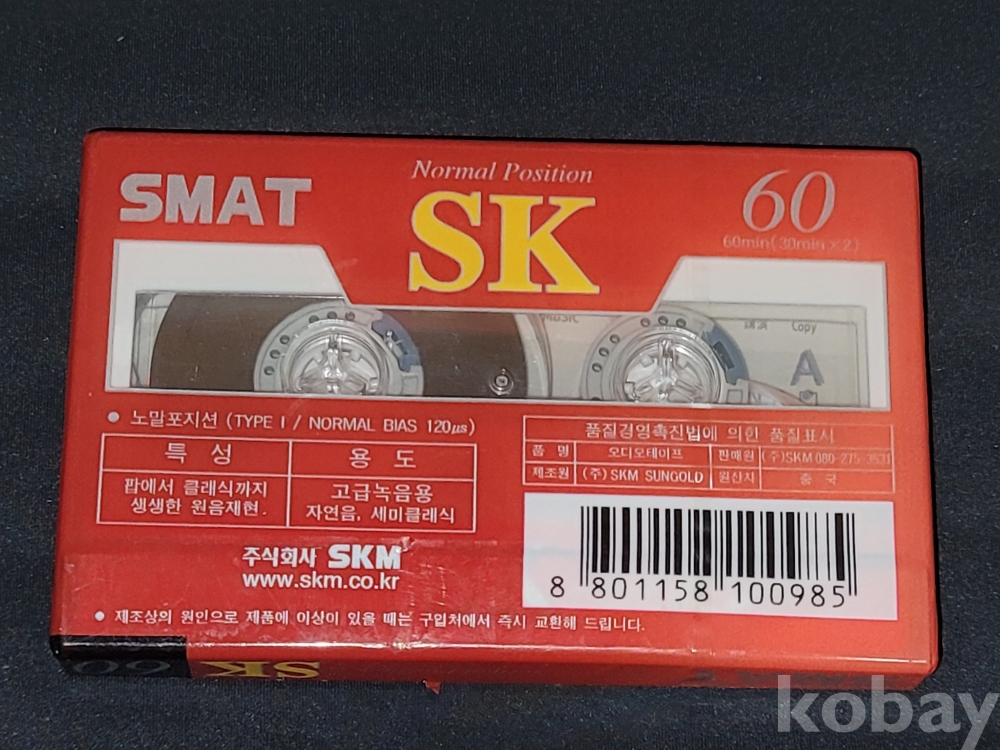 SMAT
Normal Position
SK
60
60min(30min×2)
MUSIC
Copy
A
● 노말포지션 (TYPE I / NORMAL BIAS 120μs)
특 성 용 도
팝에서 클래식까지
생생한 원음재현.
고급녹음용
자연음, 세미클래식
품질경영촉진법에 의한 품질표시
품 명 오디오테이프 판매원 (주)SKM 080-275-3531
제조원 (주) SKM SUNGOLD 원산지 중 국
8 801158 100985
주식회사 SKM
www.skm.co.kr
● 제조상의 원인으로 제품에 이상이 있을 때는 구입처에서 즉시 교환해 드립니다.
60 SK
kobay